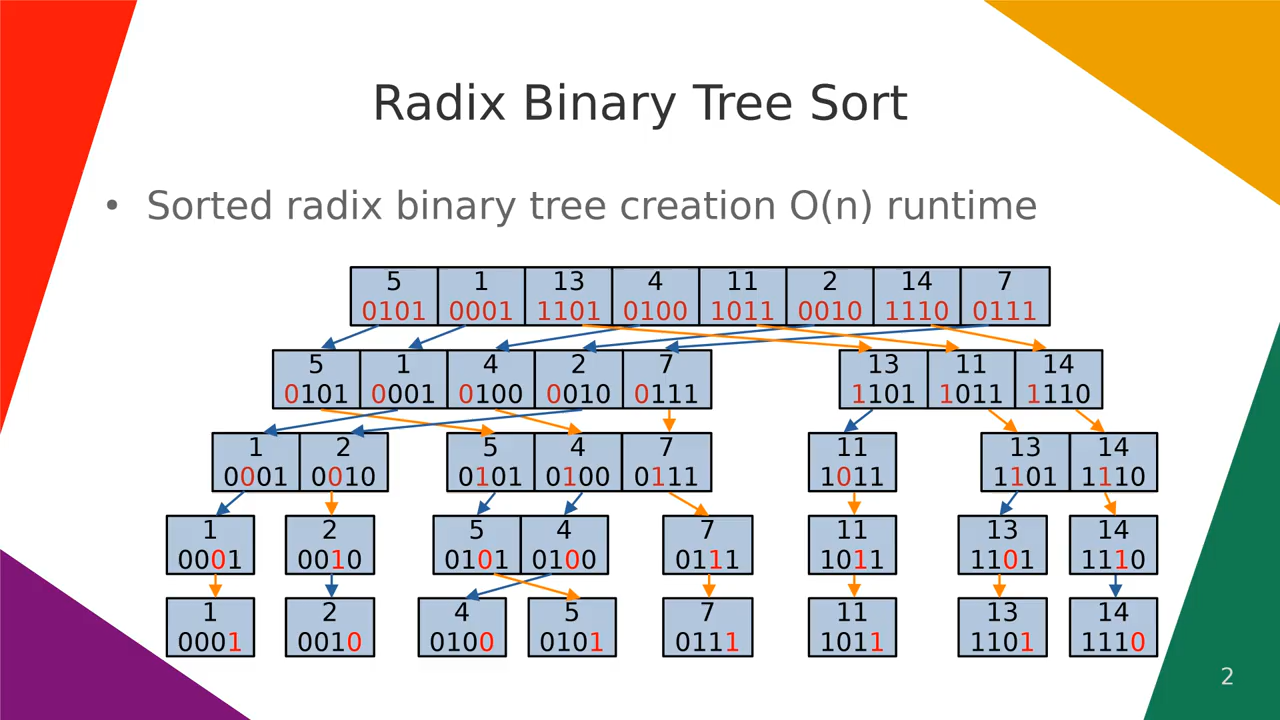 Radix Binary Tree Sort
• Sorted radix binary tree creation O(n) runtime
5 1 13 4 11 2 14 7
0101 0001 1101 0100 1011 0010 1110 0111
5 1 4 2 7 13 11 14
0101 0001 0100 0010 0111 1101 1011 1110
1 2 5 4 7 11 13 14
0001 0010 0101 0100 0111 1011 1101 1110
1 2 5 4 7 11 13 14
0001 0010 0101 0100 0111 1011 1101 1110
1 2 4 5 7 11 13 14
0001 0010 0100 0101 0111 1011 1101 1110
2